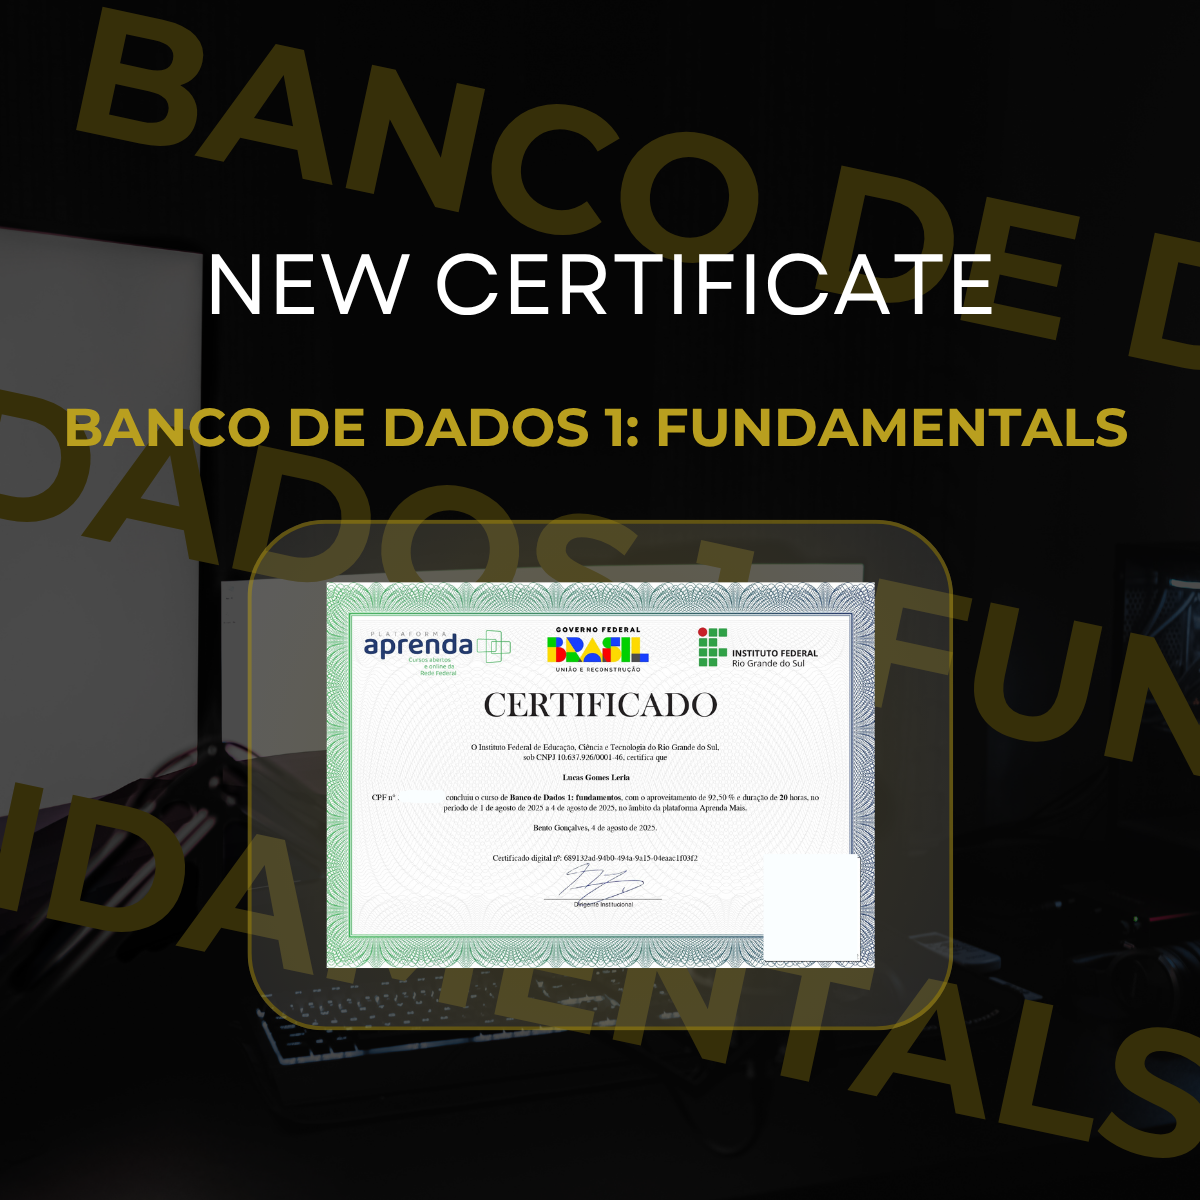 BANCO DE D
NEW CERTIFICATE
BANCO DE DADOS 1: FUNDAMENTALS
DADOS 1: FUN
NDAMENTALS
PLATAFORMA
aprenda
Cursos abertos
e online da
Rede Federal
GOVERNO FEDERAL
BRASIL
UNIÃO E RECONSTRUÇÃO
INSTITUTO FEDERAL
Rio Grande do Sul
CERTIFICADO
O Instituto Federal de Educação, Ciência e Tecnologia do Rio Grande do Sul,
sob CNPJ 10.637.926/0001-46, certifica que
Lucas Gomes Leria
CPF nº . concluiu o curso de Banco de Dados 1: fundamentos, com o aproveitamento de 92,50 % e duração de 20 horas, no
período de 1 de agosto de 2025 a 4 de agosto de 2025, no âmbito da plataforma Aprenda Mais.
Bento Gonçalves, 4 de agosto de 2025.
Certificado digital nº: 689132ad-94b0-494a-9a15-04eaac1f03f2
Dirigente Institucional